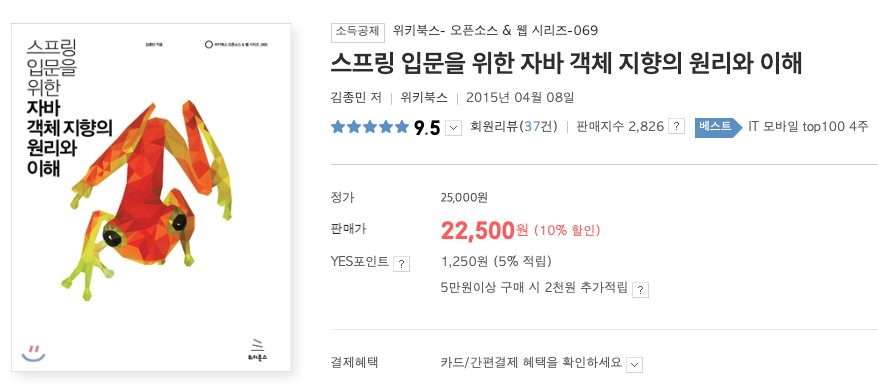 스프링
입문을
위한
자바
객체 지향의
원리와
이해
김종민 지음
위키북스 오픈소스 & 웹 시리즈_069
위키북스
소득공제 위키북스- 오픈소스 & 웹 시리즈-069
스프링 입문을 위한 자바 객체 지향의 원리와 이해
김종민 저 | 위키북스 | 2015년 04월 08일
9.5 회원리뷰(37건) | 판매지수 2,826 ? 베스트 IT 모바일 top100 4주
정가 25,000원
판매가 22,500원 (10% 할인)
YES포인트 ? 1,250원 (5% 적립)
5만원이상 구매 시 2천원 추가적립 ?
결제혜택 카드/간편결제 혜택을 확인하세요